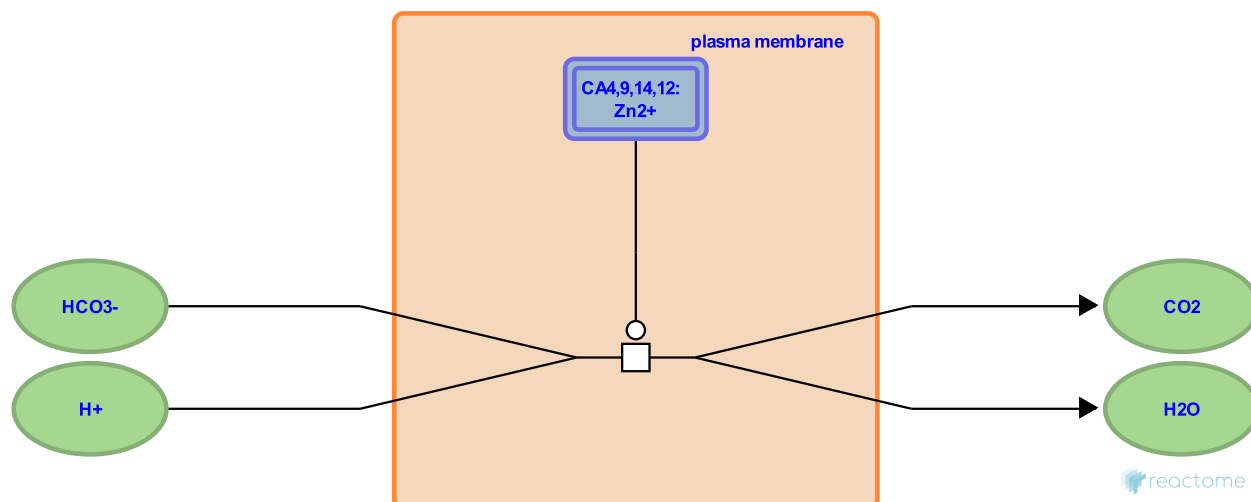 plasma membrane
CA4,9,14,12:
Zn2+
HCO3-
CO2
H+
H2O
reactome